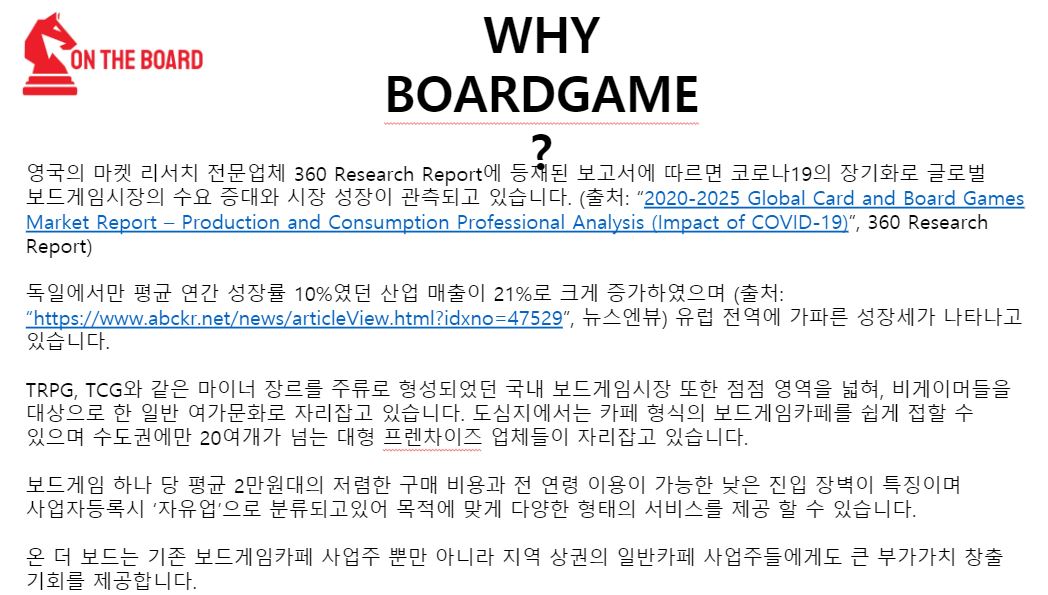 ON THE BOARD
WHY
BOARDGAME
?
영국의 마켓 리서치 전문업체 360 Research Report에 등재된 보고서에 따르면 코로나19의 장기화로 글로벌
보드게임시장의 수요 증대와 시장 성장이 관측되고 있습니다. (출처: “2020-2025 Global Card and Board Games
Market Report – Production and Consumption Professional Analysis (Impact of COVID-19)”, 360 Research
Report)
독일에서만 평균 연간 성장률 10%였던 산업 매출이 21%로 크게 증가하였으며 (출처:
“https://www.abckr.net/news/articleView.html?idxno=47529”, 뉴스엔뷰) 유럽 전역에 가파른 성장세가 나타나고
있습니다.
TRPG, TCG와 같은 마이너 장르를 주류로 형성되었던 국내 보드게임시장 또한 점점 영역을 넓혀, 비게이머들을
대상으로 한 일반 여가문화로 자리잡고 있습니다. 도심지에서는 카페 형식의 보드게임카페를 쉽게 접할 수
있으며 수도권에만 20여개가 넘는 대형 프렌차이즈 업체들이 자리잡고 있습니다.
보드게임 하나 당 평균 2만원대의 저렴한 구매 비용과 전 연령 이용이 가능한 낮은 진입 장벽이 특징이며
사업자등록시 ‘자유업’으로 분류되고있어 목적에 맞게 다양한 형태의 서비스를 제공 할 수 있습니다.
온 더 보드는 기존 보드게임카페 사업주 뿐만 아니라 지역 상권의 일반카페 사업주들에게도 큰 부가가치 창출
기회를 제공합니다.